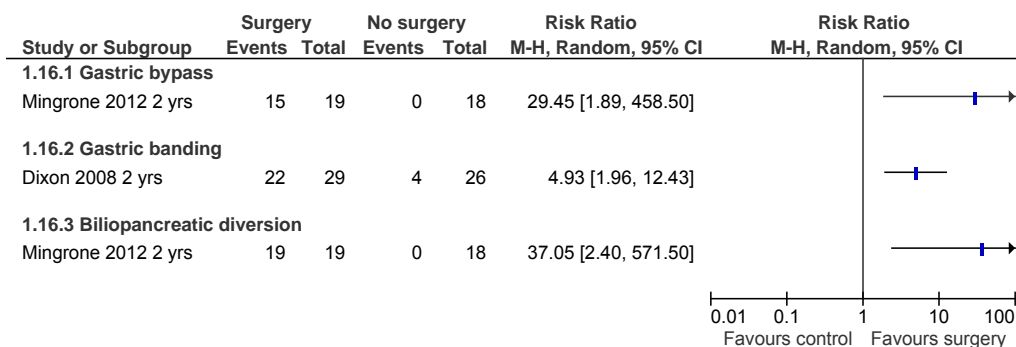 Surgery No surgery Risk Ratio Risk Ratio
Study or Subgroup Events Total Events Total M-H, Random, 95% CI M-H, Random, 95% CI
1.16.1 Gastric bypass
Mingrone 2012 2 yrs 15 19 0 18 29.45 [1.89, 458.50]
1.16.2 Gastric banding
Dixon 2008 2 yrs 22 29 4 26 4.93 [1.96, 12.43]
1.16.3 Biliopancreatic diversion
Mingrone 2012 2 yrs 19 19 0 18 37.05 [2.40, 571.50]
0.01 0.1 1 10 100
Favours control Favours surgery